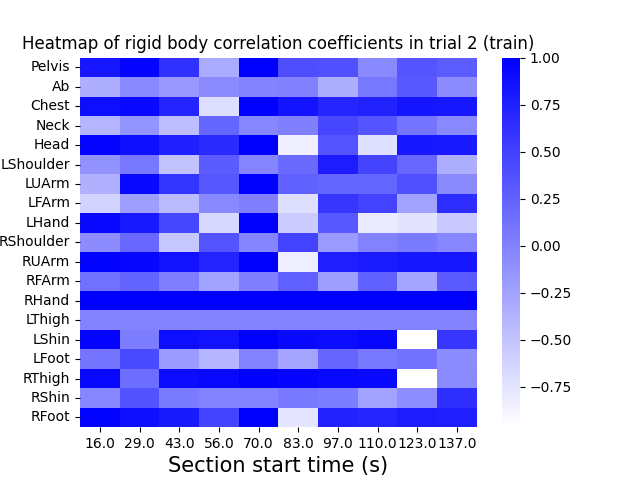 Heatmap of rigid body correlation coefficients in trial 2 (train)
Pelvis
Ab
Chest
Neck
Head
LShoulder
LUArm
LFArm
LHand
RShoulder
RUArm
RFArm
RHand
LThigh
LShin
LFoot
RThigh
RShin
RFoot
16.0 29.0 43.0 56.0 70.0 83.0 97.0 110.0 123.0 137.0
Section start time (s)
1.00
0.75
0.50
0.25
0.00
−0.25
−0.50
−0.75